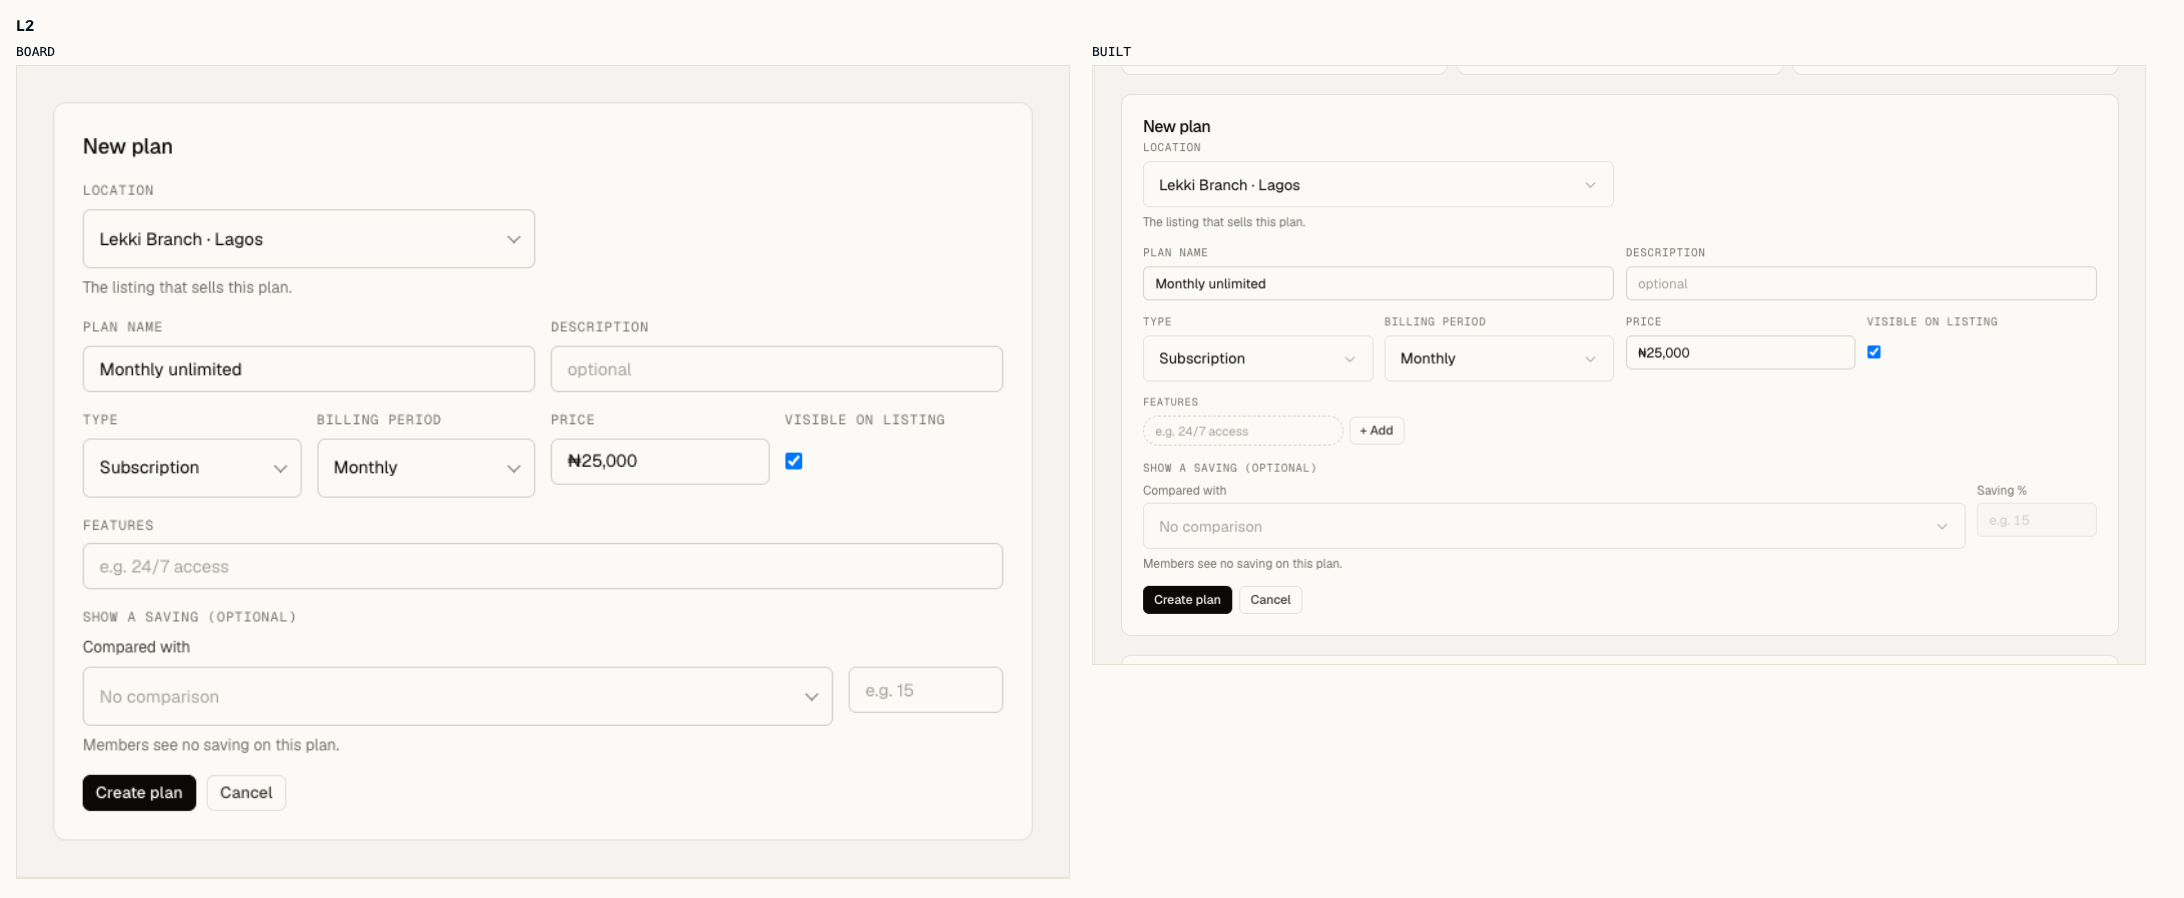 L2
BOARD
New plan
LOCATION
Lekki Branch · Lagos
The listing that sells this plan.
PLAN NAME
DESCRIPTION
Monthly unlimited
optional
TYPE
BILLING PERIOD
PRICE
VISIBLE ON LISTING
Subscription
Monthly
₦25,000
FEATURES
e.g. 24/7 access
SHOW A SAVING (OPTIONAL)
Compared with
No comparison
e.g. 15
Members see no saving on this plan.
Create plan
Cancel
BUILT
New plan
LOCATION
Lekki Branch · Lagos
The listing that sells this plan.
PLAN NAME
DESCRIPTION
Monthly unlimited
optional
TYPE
BILLING PERIOD
PRICE
VISIBLE ON LISTING
Subscription
Monthly
₦25,000
FEATURES
e.g. 24/7 access
+ Add
SHOW A SAVING (OPTIONAL)
Compared with
Saving %
No comparison
e.g. 15
Members see no saving on this plan.
Create plan
Cancel